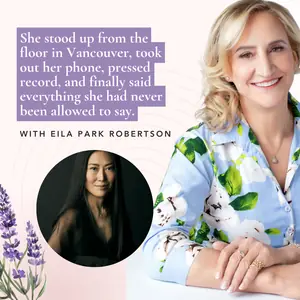 She stood up from the
floor in Vancouver, took
out her phone, pressed
record, and finally said
everything she had never
been allowed to say.
WITH EILA PARK ROBERTSON